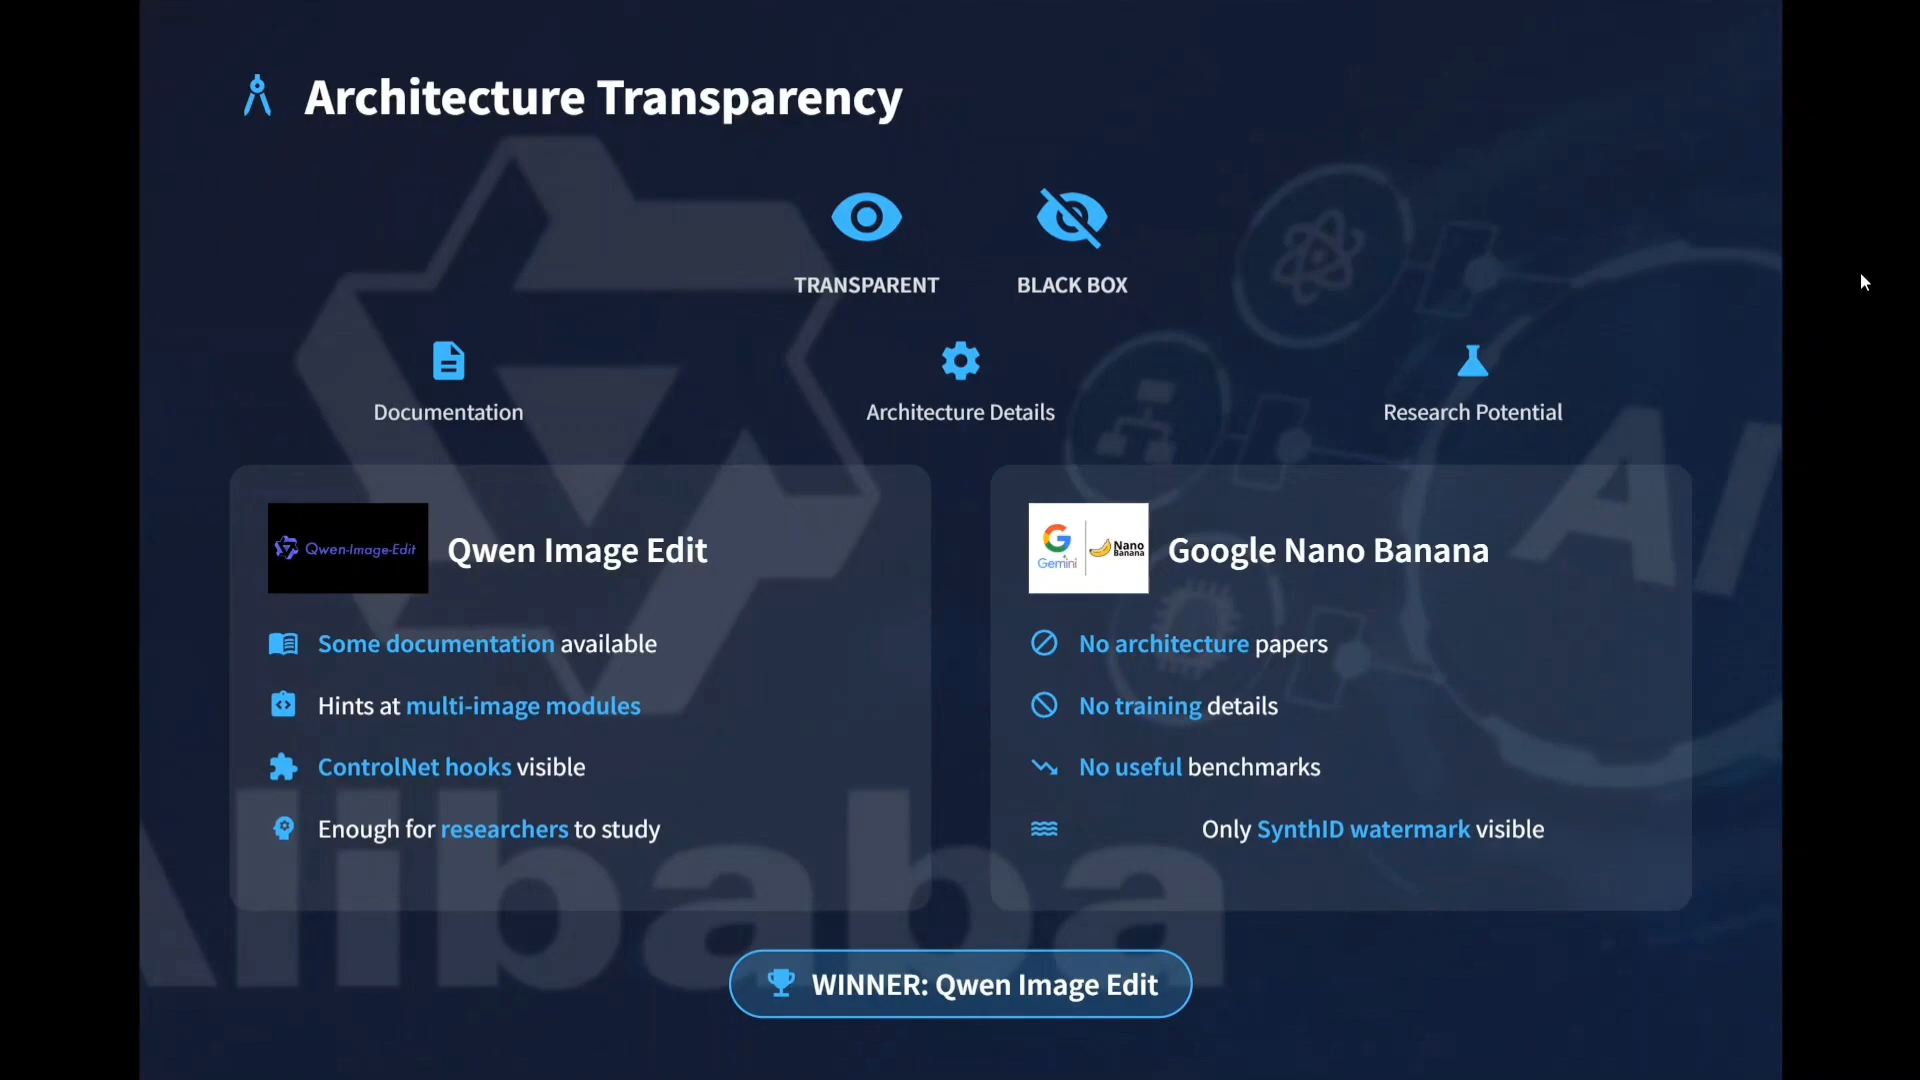 Architecture Transparency
TRANSPARENT
BLACK BOX
Documentation
Architecture Details
Research Potential
Qwen-Image-Edit
Qwen Image Edit
Some documentation available
Hints at multi-image modules
ControlNet hooks visible
Enough for researchers to study
G
Gemini
Nano
Banana
Google Nano Banana
No architecture papers
No training details
No useful benchmarks
Only SynthID watermark visible
AI
Alibaba
WINNER: Qwen Image Edit